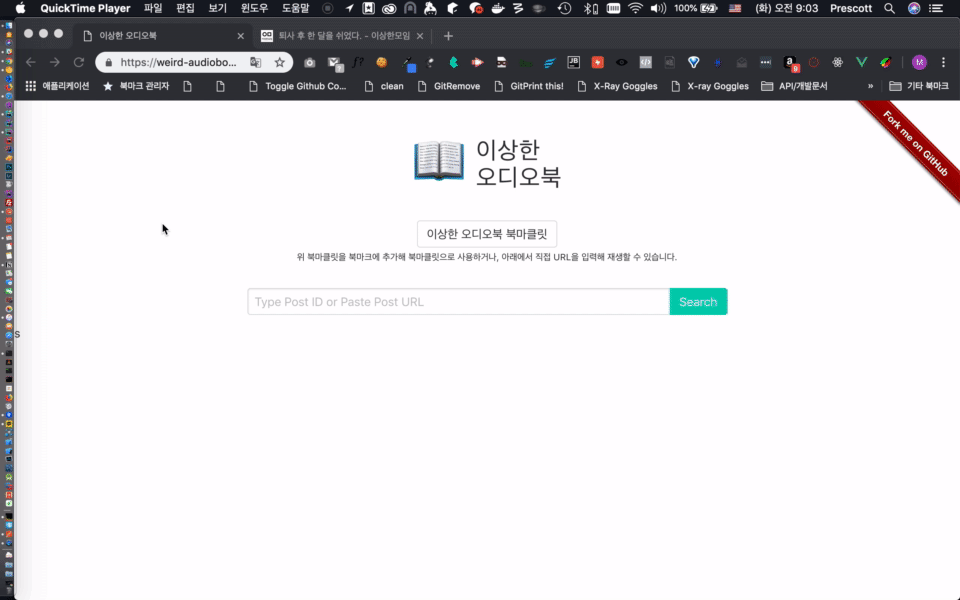 QuickTime Player 파일 편집 보기 윈도우 도움말 100% (화) 오전 9:03 Prescott
이상한 오디오북
퇴사 후 한 달을 쉬었다. - 이상한모임
https://weird-audiobo...
애플리케이션 북마크 관리자 Toggle Github Co... clean GitRemove GitPrint this! X-Ray Goggles X-ray Goggles API/개발문서 » 기타 북마크
Fork me on GitHub
이상한
오디오북
이상한 오디오북 북마클릿
위 북마클릿을 북마크에 추가해 북마클릿으로 사용하거나, 아래에서 직접 URL을 입력해 재생할 수 있습니다.
Type Post ID or Paste Post URL Search
s